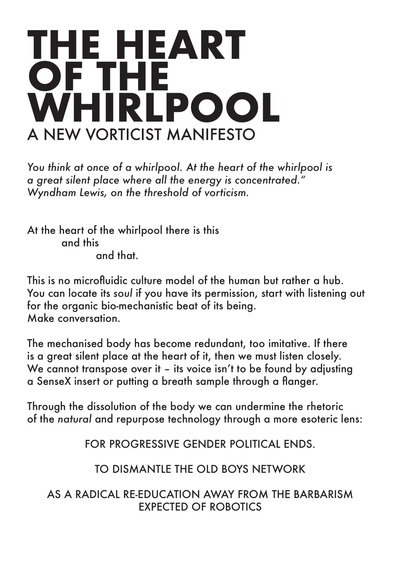 THE HEART
OF THE
WHIRLPOOL
A NEW VORTICIST MANIFESTO
You think at once of a whirlpool. At the heart of the whirlpool is
a great silent place where all the energy is concentrated.”
Wyndham Lewis, on the threshold of vorticism.
At the heart of the whirlpool there is this
and this
and that.
This is no microfluidic culture model of the human but rather a hub.
You can locate its soul if you have its permission, start with listening out
for the organic bio-mechanistic beat of its being.
Make conversation.
The mechanised body has become redundant, too imitative. If there
is a great silent place at the heart of it, then we must listen closely.
We cannot transpose over it – its voice isn’t to be found by adjusting
a SenseX insert or putting a breath sample through a flanger.
Through the dissolution of the body we can undermine the rhetoric
of the natural and repurpose technology through a more esoteric lens:
FOR PROGRESSIVE GENDER POLITICAL ENDS.
TO DISMANTLE THE OLD BOYS NETWORK
AS A RADICAL RE-EDUCATION AWAY FROM THE BARBARISM
EXPECTED OF ROBOTICS